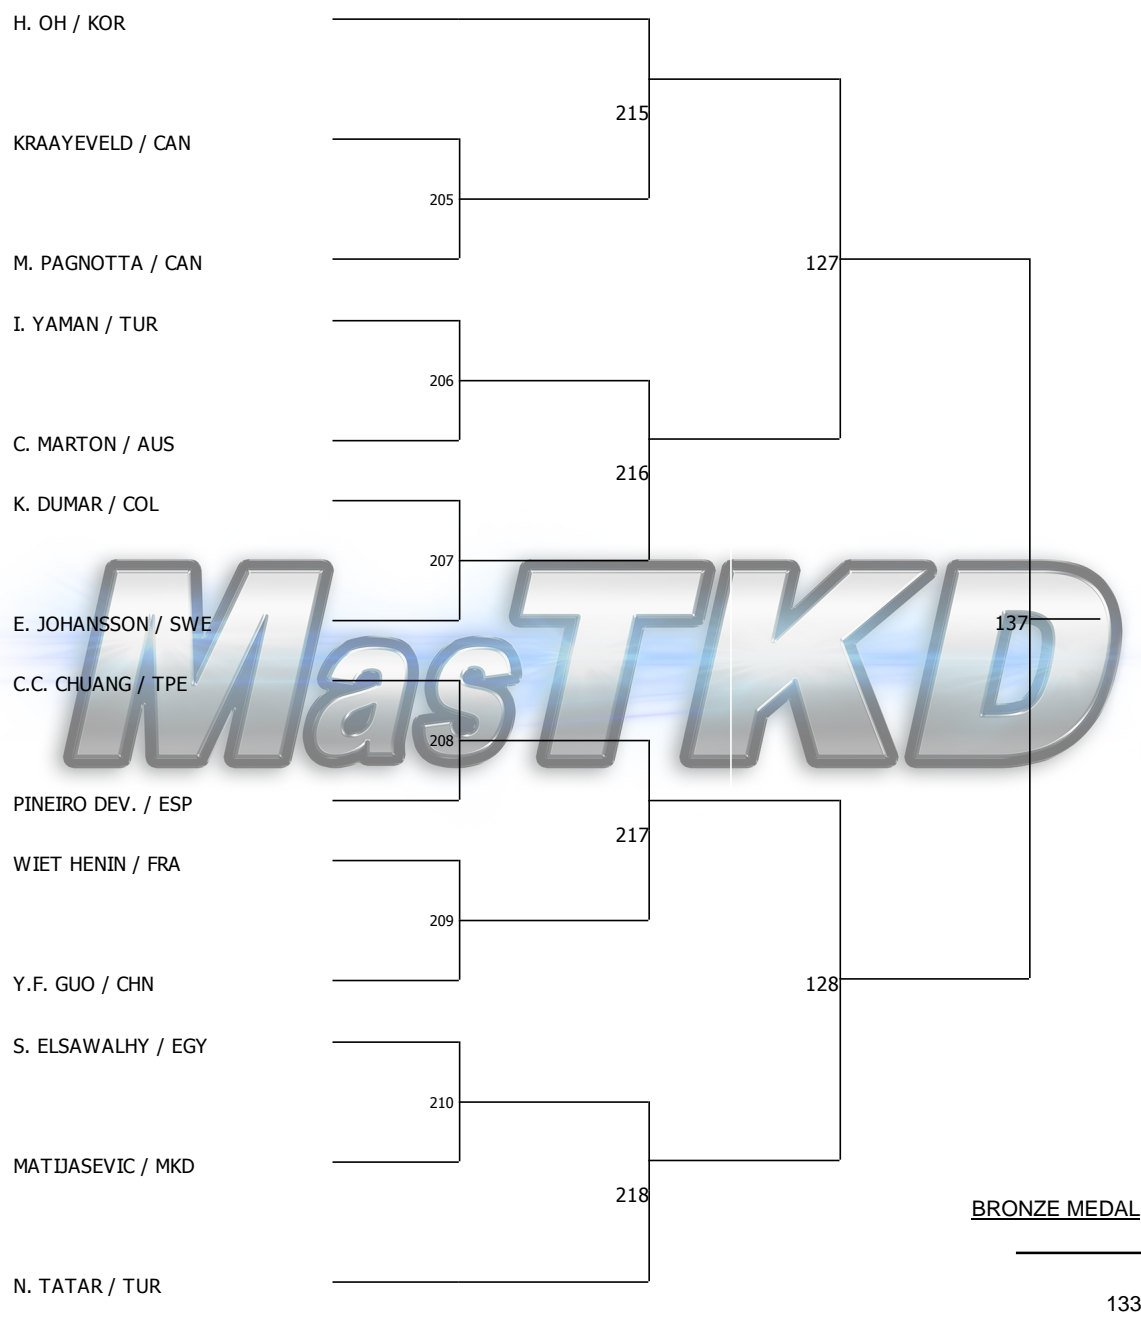 H. OH / KOR
215
KRAAYEVELD / CAN
205
M. PAGNOTTA / CAN
127
I. YAMAN / TUR
206
C. MARTON / AUS
216
K. DUMAR / COL
207
MasTKD
E. JOHANSSON / SWE
137
C.C. CHUANG / TPE
208
PINEIRO DEV. / ESP
217
WIET HENIN / FRA
209
Y.F. GUO / CHN
128
S. ELSAWALHY / EGY
210
MATIJASEVIC / MKD
218
BRONZE MEDAL
N. TATAR / TUR
133